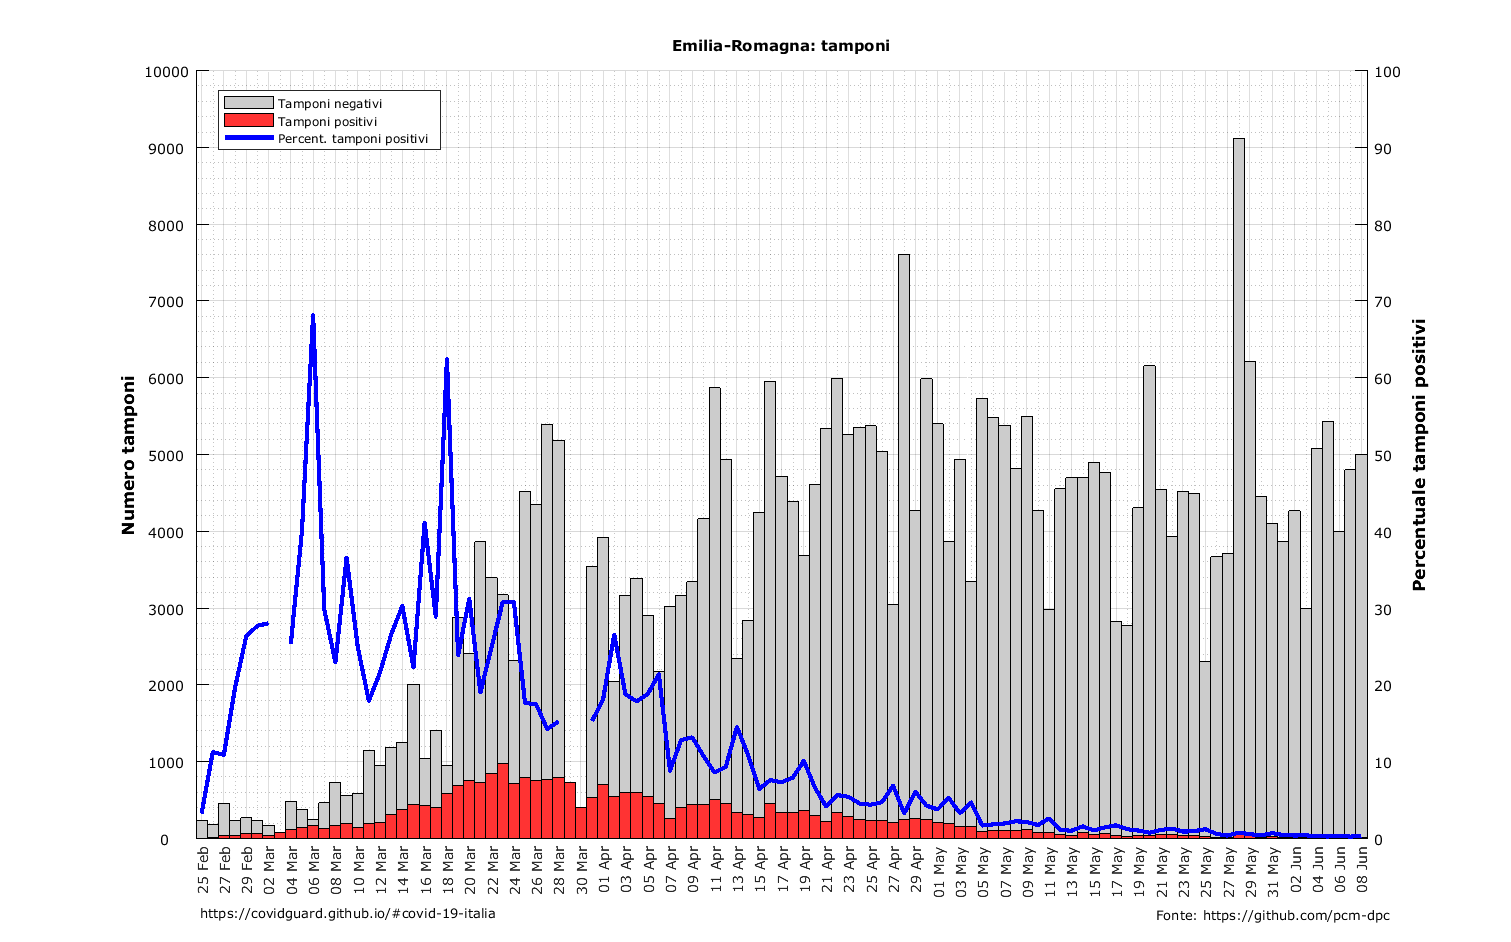 Emilia-Romagna: tamponi
10000
9000
8000
7000
6000
5000
4000
3000
2000
1000
0
Numero tamponi
Tamponi negativi
Tamponi positivi
Percent. tamponi positivi
100
90
80
70
60
50
40
30
20
10
0
Percentuale tamponi positivi
25 Feb
27 Feb
29 Feb
02 Mar
04 Mar
06 Mar
08 Mar
10 Mar
12 Mar
14 Mar
16 Mar
18 Mar
20 Mar
22 Mar
24 Mar
26 Mar
28 Mar
30 Mar
01 Apr
03 Apr
05 Apr
07 Apr
09 Apr
11 Apr
13 Apr
15 Apr
17 Apr
19 Apr
21 Apr
23 Apr
25 Apr
27 Apr
29 Apr
01 May
03 May
05 May
07 May
09 May
11 May
13 May
15 May
17 May
19 May
21 May
23 May
25 May
27 May
29 May
31 May
02 Jun
04 Jun
06 Jun
08 Jun
https://covidguard.github.io/#covid-19-italia
Fonte: https://github.com/pcm-dpc